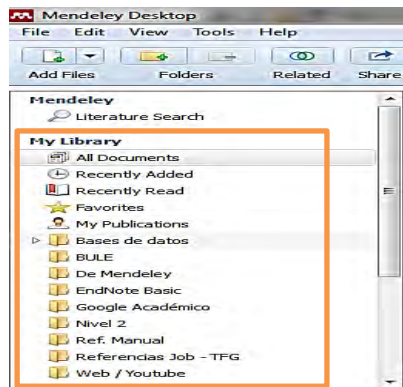 Mendeley Desktop
File Edit View Tools Help
Add Files Folders Related Share
Mendeley
Literature Search
My Library
All Documents
Recently Added
Recently Read
Favorites
My Publications
Bases de datos
BULE
De Mendeley
EndNote Basic
Google Académico
Nivel 2
Ref. Manual
Referencias Job - TFG
Web / Youtube